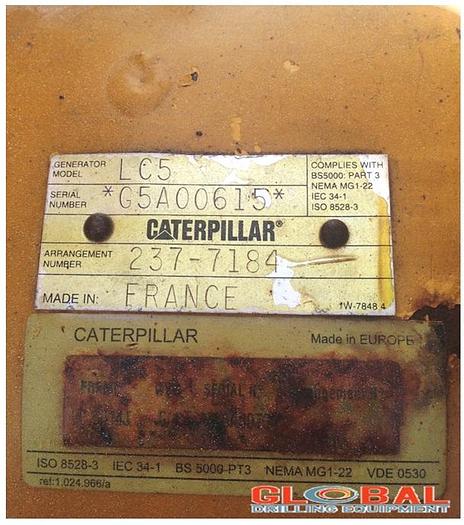 GENERATOR MODEL LC5
SERIAL NUMBER *G5A00615*
COMPLIES WITH
BS5000: PART 3
NEMA MG1-22
IEC 34-1
ISO 8528-3
CATERPILLAR®
ARRANGEMENT NUMBER 237-7184
MADE IN: FRANCE
1W-7848 4
CATERPILLAR Made in EUROPE
SERIAL N°
ISO 8528-3 IEC 34-1 BS 5000-PT3 NEMA MG1-22 VDE 0530
ref:1.024.966/a
GLOBAL
DRILLING EQUIPMENT